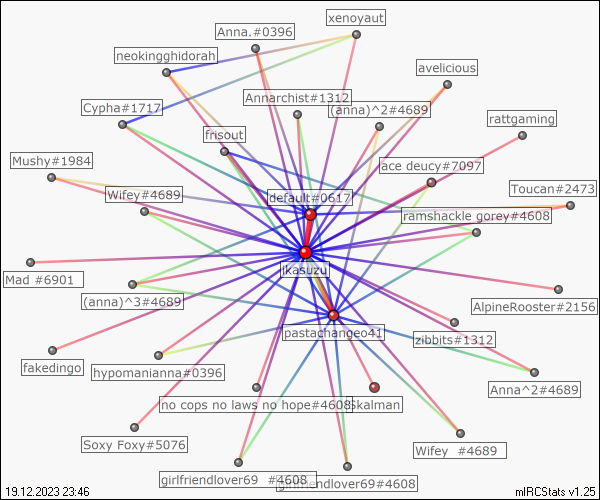 xenoyaut
Anna.#0396
neokingghidorah
avelicious
Annarchist#1312
Cypha#1717
(anna)^2#4689
rattgaming
frisout
Mushy#1984
ace deucy#7097
Wifey#4689
default#0617
Toucan#2473
ramshackle gorey#4608
ikasuzu
Mad #6901
(anna)^3#4689
AlpineRooster#2156
pastachangeo41
zibbits#1312
fakedingo
hypomanianna#0396
Anna^2#4689
no cops no laws no hope#4608
Skalman
Soxy Foxy#5076
Wifey #4689
girlfriendlover69 #4608
girlfriendlover69#4608
19.12.2023 23:46
mIRCStats v1.25